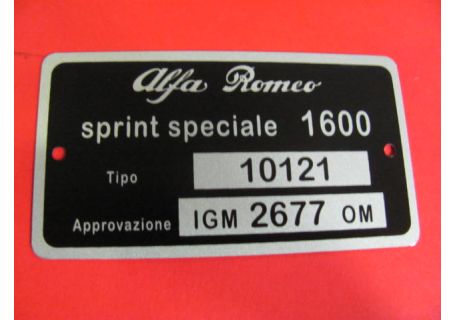 Alfa Romeo
sprint speciale 1600
Tipo 10121
Approvazione IGM 2677 OM